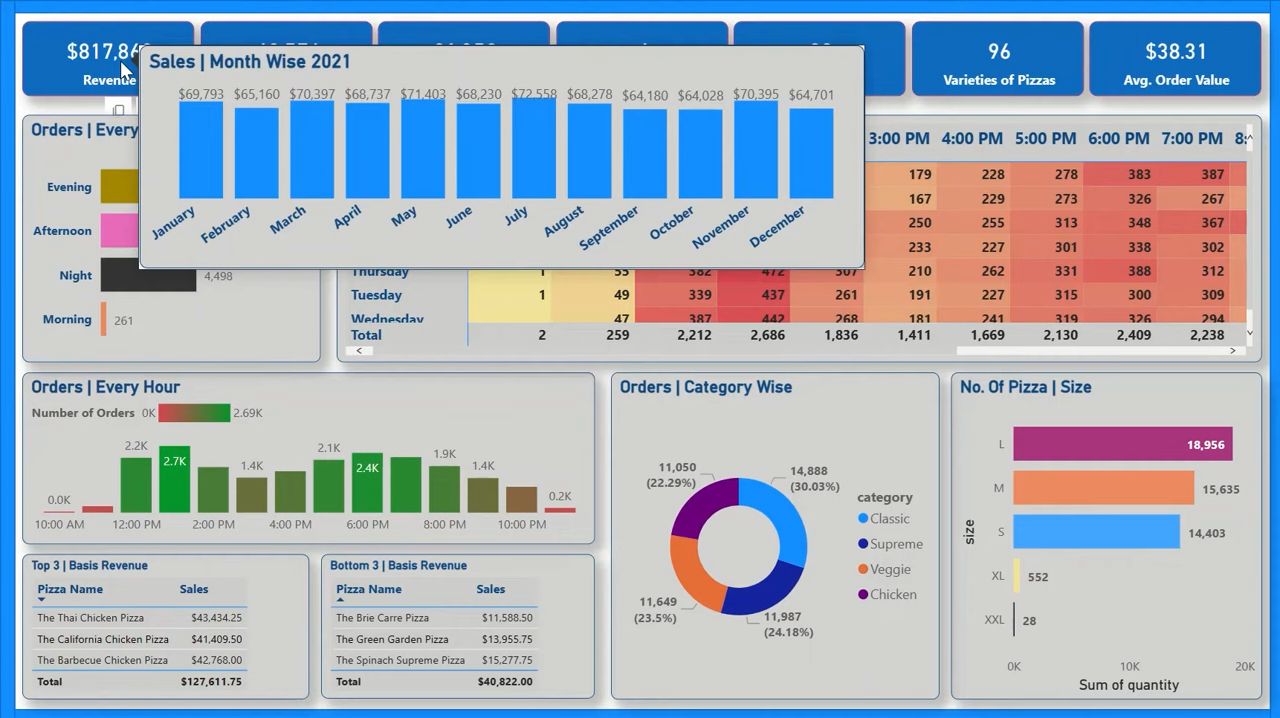 $817,86
Revenue
96
Varieties of Pizzas
$38.31
Avg. Order Value
Sales | Month Wise 2021
$69,793 $65,160 $70,397 $68,737 $71,403 $68,230 $72,558 $68,278 $64,180 $64,028 $70,395 $64,701
January February March April May June July August September October November December
Orders | Every
Evening
Afternoon
Night 4,498
Morning 261
3:00 PM 4:00 PM 5:00 PM 6:00 PM 7:00 PM 8:
179 228 278 383 387
167 229 273 326 267
250 255 313 348 367
233 227 301 338 302
Thursday 1 55 382 472 307 210 262 331 388 312
Tuesday 1 49 339 437 261 191 227 315 300 309
Wednesday 47 387 442 268 181 241 319 326 294
Total 2 259 2,212 2,686 1,836 1,411 1,669 2,130 2,409 2,238
Orders | Every Hour
Number of Orders 0K 2.69K
0.0K 2.2K 2.7K 1.4K 2.1K 2.4K 1.9K 1.4K 0.2K
10:00 AM 12:00 PM 2:00 PM 4:00 PM 6:00 PM 8:00 PM 10:00 PM
Top 3 | Basis Revenue
Pizza Name Sales
The Thai Chicken Pizza $43,434.25
The California Chicken Pizza $41,409.50
The Barbecue Chicken Pizza $42,768.00
Total $127,611.75
Bottom 3 | Basis Revenue
Pizza Name Sales
The Brie Carre Pizza $11,588.50
The Green Garden Pizza $13,955.75
The Spinach Supreme Pizza $15,277.75
Total $40,822.00
Orders | Category Wise
11,050
(22.29%)
14,888
(30.03%)
11,649
(23.5%)
11,987
(24.18%)
category
Classic
Supreme
Veggie
Chicken
No. Of Pizza | Size
size
L 18,956
M 15,635
S 14,403
XL 552
XXL 28
0K 10K 20K
Sum of quantity